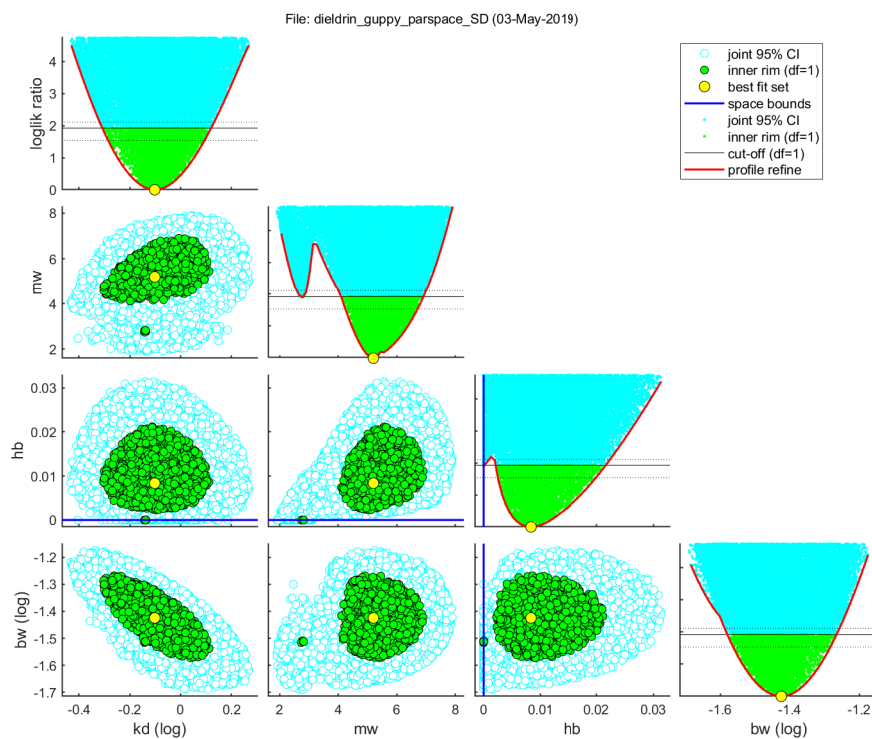 File: dieldrin_guppy_parspace_SD (03-May-2019)
joint 95% CI
inner rim (df=1)
best fit set
space bounds
joint 95% CI
inner rim (df=1)
cut-off (df=1)
profile refine
loglik ratio
4
3
2
1
0
mw
8
6
4
2
hb
0.03
0.02
0.01
0
bw (log)
-1.2
-1.3
-1.4
-1.5
-1.6
-1.7
-0.4 -0.2 0 0.2
2 4 6 8
0 0.01 0.02 0.03
-1.6 -1.4 -1.2
kd (log)
mw
hb
bw (log)